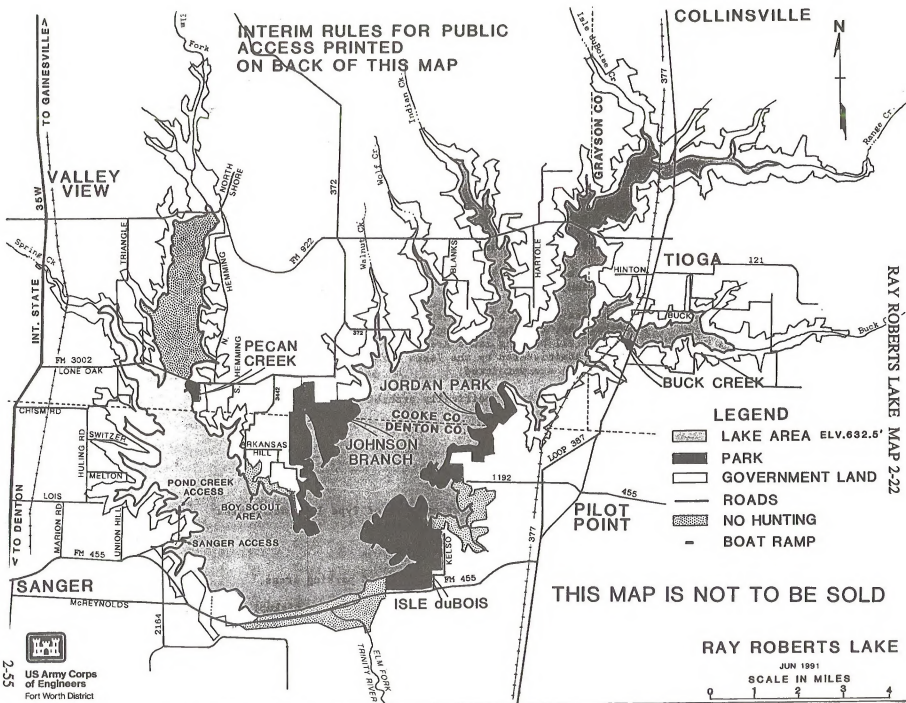 INTERIM RULES FOR PUBLIC
ACCESS PRINTED
ON BACK OF THIS MAP
COLLINSVILLE
N
TO GAINESVILLE
35W
INT. STATE
TO DENTON
VALLEY
VIEW
Elm
Fork
NORTH
SHORE
372
FM 922
Indian Ck.
Wolf Cr.
Walnut Ck.
Isle duBoise Cr.
377
GRAYSON CO.
Range Cr.
Spring Ck
TRIANGLE
N. HEMMING
S. HEMMING
372
BLANKS
HARTOLE
HINTON
TIOGA
121
BUCK
Buck
FM 3002
LONE OAK
PECAN
CREEK
3442
JORDAN PARK
BUCK CREEK
COOKE CO.
DENTON CO.
JOHNSON
BRANCH
CHISM RD
HULING RD
SWITZER
MELTON
ARKANSAS
HILL
LOOP 387
LOIS
MARION RD
UNION HILL
POND CREEK
ACCESS
BOY SCOUT
AREA
SANGER ACCESS
1192
455
PILOT
POINT
377
FM 455
SANGER
McREYNOLDS
2164
KELSO
FM 455
ISLE duBOIS
ELM FORK
TRINITY RIVER
LEGEND
LAKE AREA ELV.632.5'
PARK
GOVERNMENT LAND
ROADS
NO HUNTING
BOAT RAMP
THIS MAP IS NOT TO BE SOLD
RAY ROBERTS LAKE
JUN 1991
SCALE IN MILES
0 1 2 3 4
US Army Corps
of Engineers
Fort Worth District
2-55
RAY ROBERTS LAKE MAP 2-22